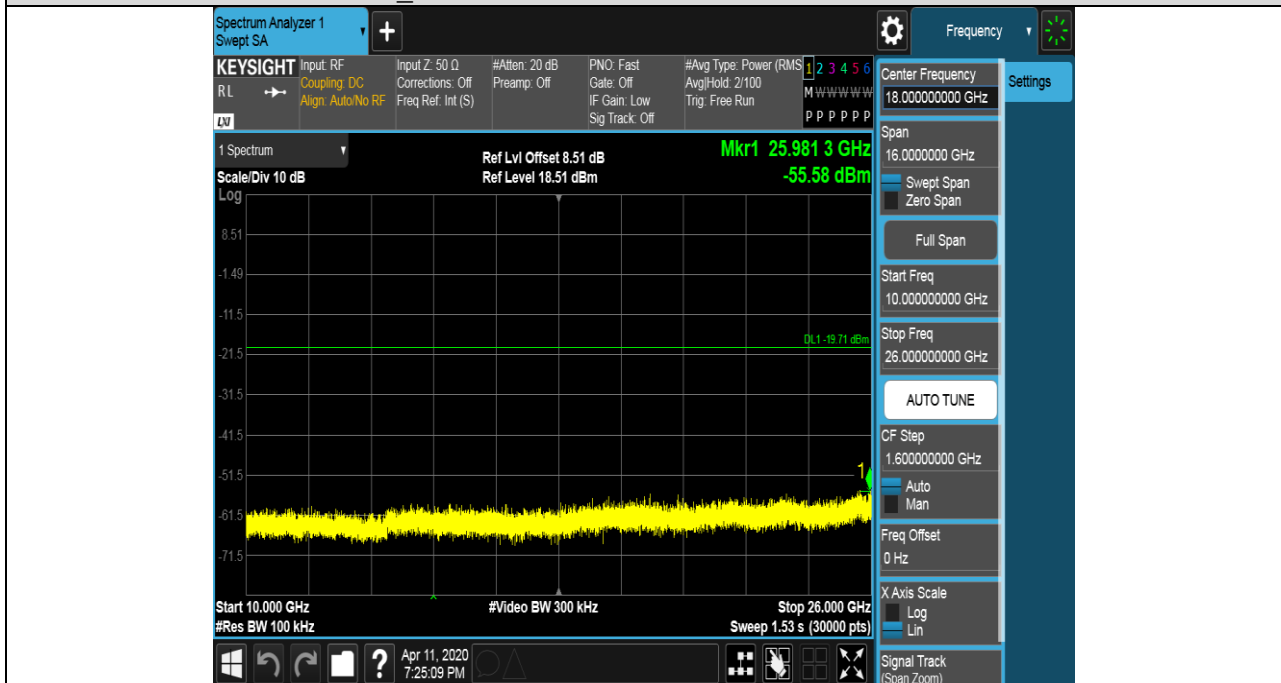 Spectrum Analyzer 1
Swept SA
+
Frequency
KEYSIGHT
RL
LXI
Input: RF
Coupling: DC
Align: Auto/No RF
Input Z: 50 Ω
Corrections: Off
Freq Ref: Int (S)
#Atten: 20 dB
Preamp: Off
PNO: Fast
Gate: Off
IF Gain: Low
Sig Track: Off
#Avg Type: Power (RMS
Avg|Hold: 2/100
Trig: Free Run
1 2 3 4 5 6
M W W W W W
P P P P P P
1 Spectrum
Scale/Div 10 dB
Log
Ref Lvl Offset 8.51 dB
Ref Level 18.51 dBm
Mkr1 25.981 3 GHz
-55.58 dBm
8.51
-1.49
-11.5
DL1 -19.71 dBm
-21.5
-31.5
-41.5
-51.5
1
-61.5
-71.5
Start 10.000 GHz
#Video BW 300 kHz
Stop 26.000 GHz
#Res BW 100 kHz
Sweep 1.53 s (30000 pts)
?
Apr 11, 2020
7:25:09 PM
Center Frequency
18.000000000 GHz
Settings
Span
16.0000000 GHz
Swept Span
Zero Span
Full Span
Start Freq
10.000000000 GHz
Stop Freq
26.000000000 GHz
AUTO TUNE
CF Step
1.600000000 GHz
Auto
Man
Freq Offset
0 Hz
X Axis Scale
Log
Lin
Signal Track
(Span Zoom)